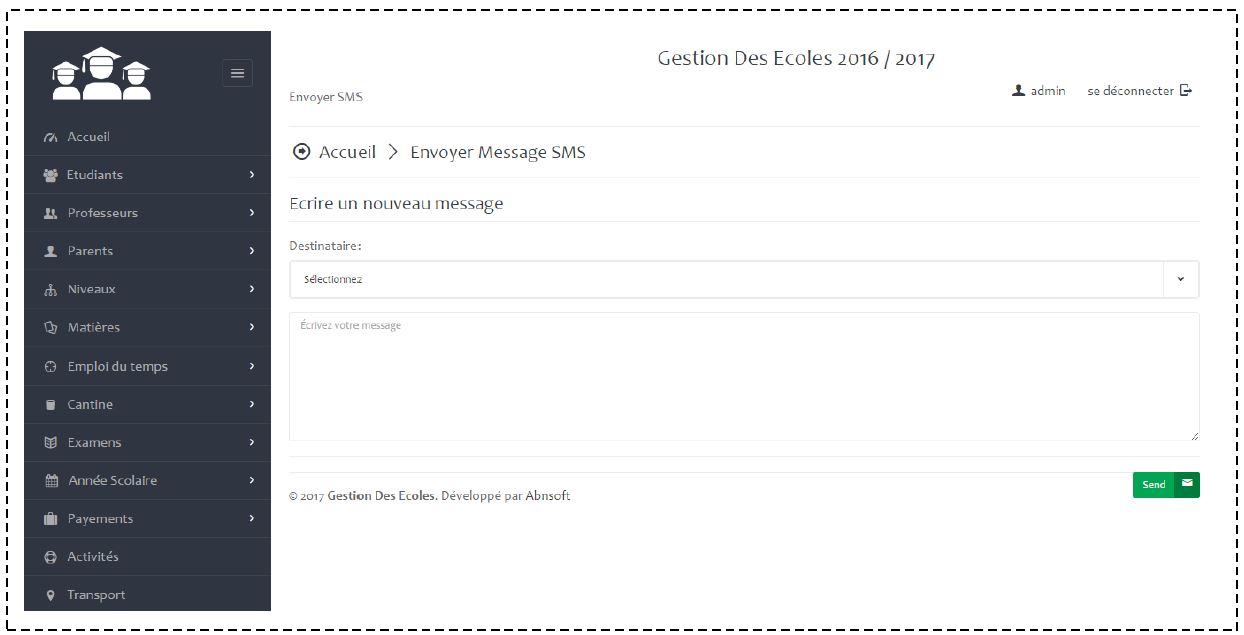 Gestion Des Ecoles 2016 / 2017
Envoyer SMS
admin se déconnecter
Accueil > Envoyer Message SMS
Ecrire un nouveau message
Destinataire:
Sélectionnez
Écrivez votre message
Send
© 2017 Gestion Des Ecoles. Développé par Abnsoft
Accueil
Etudiants
Professeurs
Parents
Niveaux
Matières
Emploi du temps
Cantine
Examens
Année Scolaire
Payements
Activités
Transport